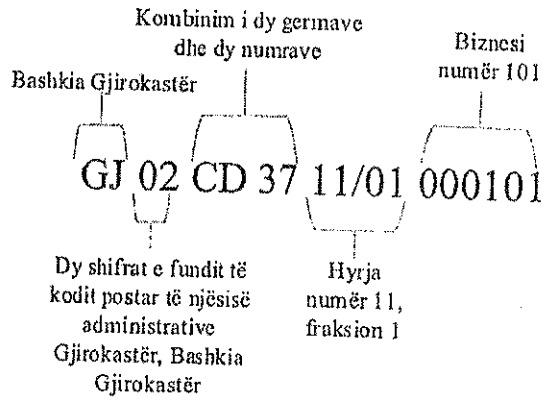 Kombinim i dy germave
dhe dy numrave
Biznesi
numër 101
Bashkia Gjirokastër
GJ 02 CD 37 11/01 000101
Dy shifrat e fundit të
kodit postar të njësisë
administrative
Gjirokastër, Bashkia
Gjirokastër
Hyrja
numër 11,
fraksion 1